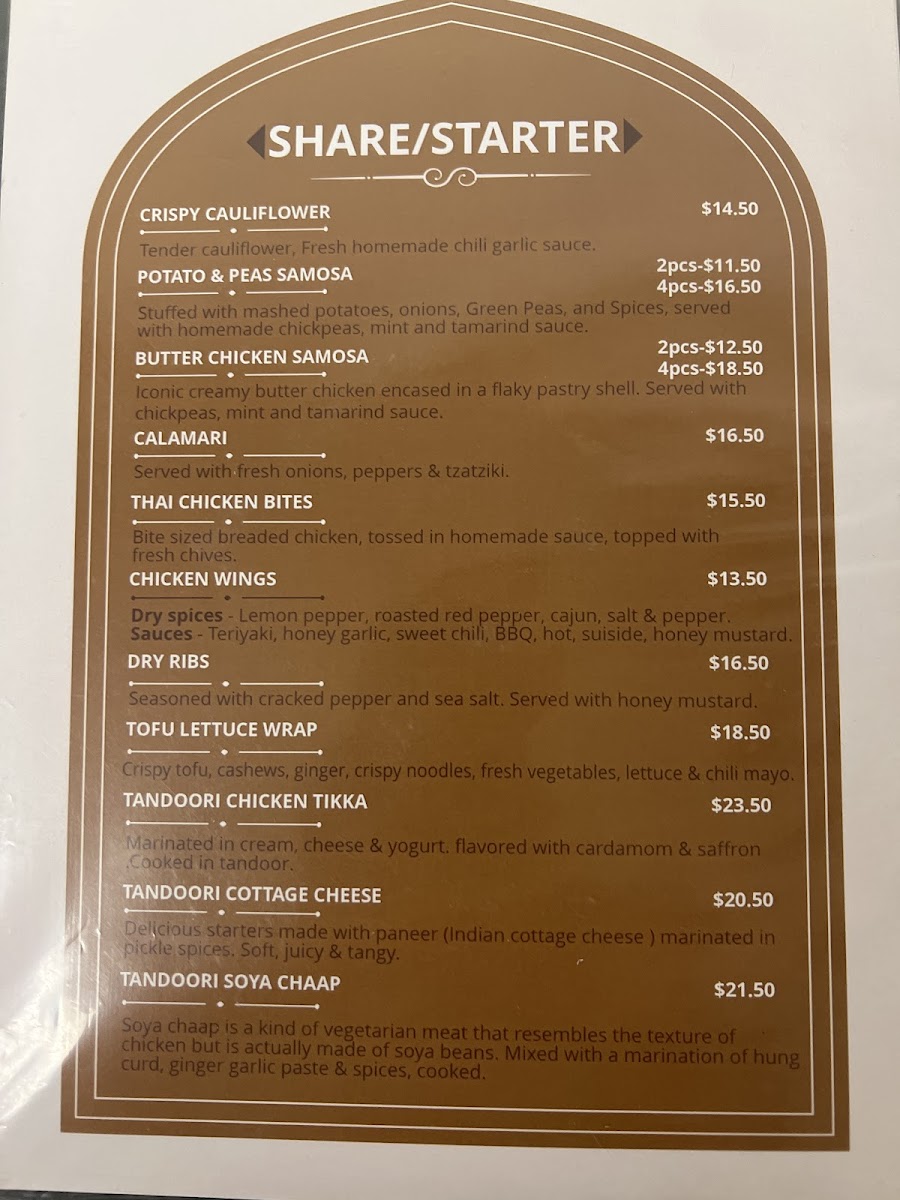 SHARE/STARTER
CRISPY CAULIFLOWER $14.50
Tender cauliflower, Fresh homemade chili garlic sauce.
POTATO & PEAS SAMOSA 2pcs-$11.50
4pcs-$16.50
Stuffed with mashed potatoes, onions, Green Peas, and Spices, served
with homemade chickpeas, mint and tamarind sauce.
BUTTER CHICKEN SAMOSA 2pcs-$12.50
4pcs-$18.50
Iconic creamy butter chicken encased in a flaky pastry shell. Served with
chickpeas, mint and tamarind sauce.
CALAMARI $16.50
Served with fresh onions, peppers & tzatziki.
THAI CHICKEN BITES $15.50
Bite sized breaded chicken, tossed in homemade sauce, topped with
fresh chives.
CHICKEN WINGS $13.50
Dry spices - Lemon pepper, roasted red pepper, cajun, salt & pepper.
Sauces - Teriyaki, honey garlic, sweet chili, BBQ, hot, suiside, honey mustard.
DRY RIBS $16.50
Seasoned with cracked pepper and sea salt. Served with honey mustard.
TOFU LETTUCE WRAP $18.50
Crispy tofu, cashews, ginger, crispy noodles, fresh vegetables, lettuce & chili mayo.
TANDOORI CHICKEN TIKKA $23.50
Marinated in cream, cheese & yogurt. flavored with cardamom & saffron
.Cooked in tandoor.
TANDOORI COTTAGE CHEESE $20.50
Delicious starters made with paneer (Indian cottage cheese ) marinated in
pickle spices. Soft, juicy & tangy.
TANDOORI SOYA CHAAP $21.50
Soya chaap is a kind of vegetarian meat that resembles the texture of
chicken but is actually made of soya beans. Mixed with a marination of hung
curd, ginger garlic paste & spices, cooked.